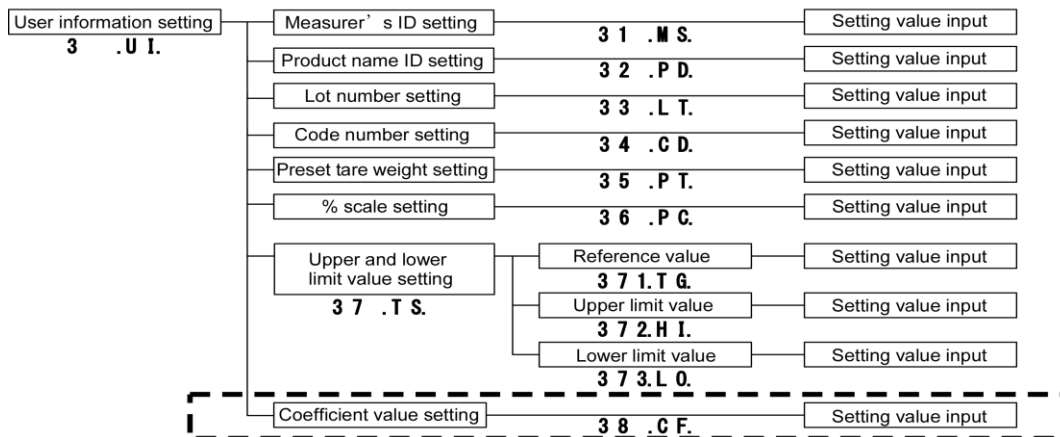 User information setting
3 .U I.
Measurer's ID setting
3 1 .M S.
Setting value input
Product name ID setting
3 2 .P D.
Setting value input
Lot number setting
3 3 .L T.
Setting value input
Code number setting
3 4 .C D.
Setting value input
Preset tare weight setting
3 5 .P T.
Setting value input
% scale setting
3 6 .P C.
Setting value input
Upper and lower
limit value setting
3 7 .T S.
Reference value
3 7 1.T G.
Setting value input
Upper limit value
3 7 2.H I.
Setting value input
Lower limit value
3 7 3.L O.
Setting value input
Coefficient value setting
3 8 .C F.
Setting value input